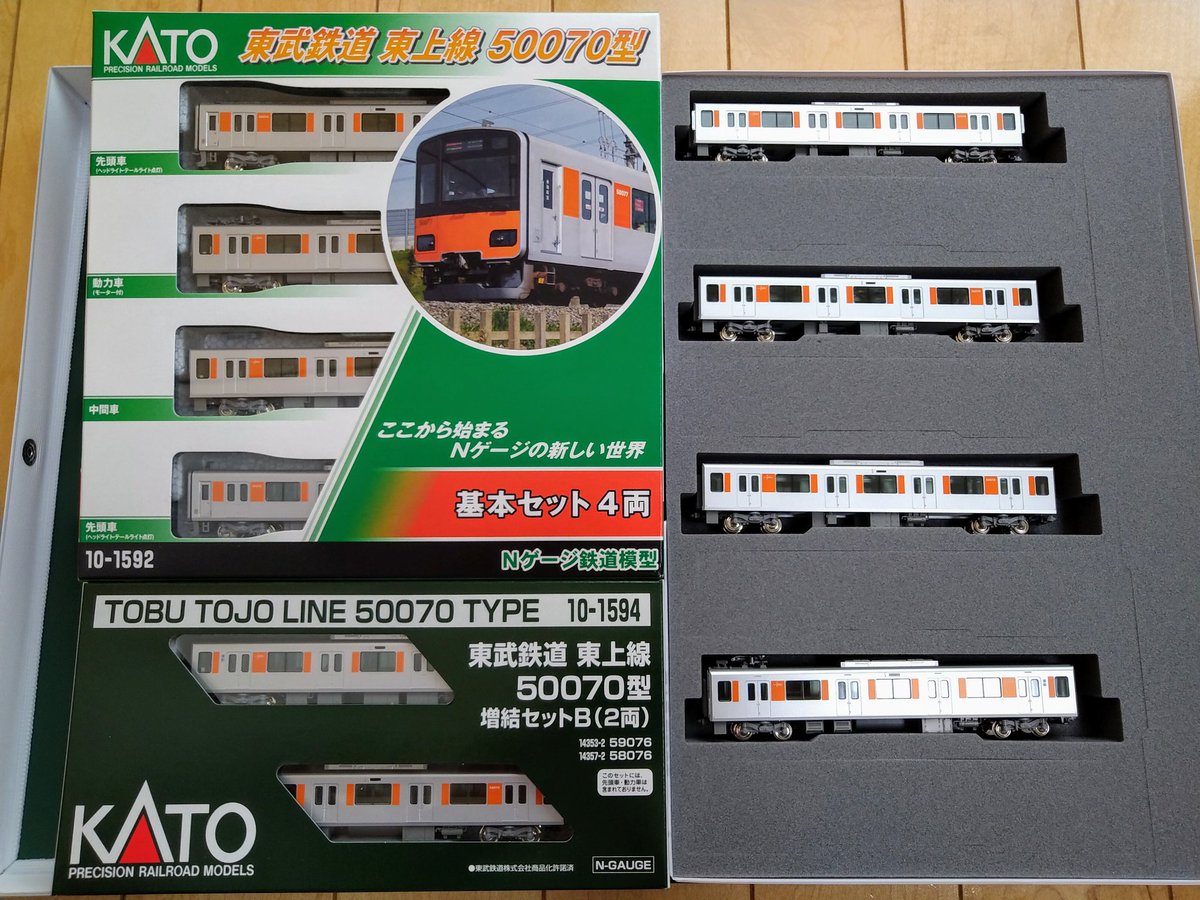 KATO
PRECISION RAILROAD MODELS
東武鉄道 東上線 50070型
先頭車
(ヘッドライト・テールライト点灯)
50077
動力車
(モーター付)
中間車
ここから始まる
Nゲージの新しい世界
基本セット4両
先頭車
(ヘッドライト・テールライト点灯)
10-1592
Nゲージ鉄道模型
TOBU TOJO LINE 50070 TYPE 10-1594
東武鉄道 東上線
50070型
増結セットB(2両)
14353-2 59076
14357-2 58076
このセットには、
先頭車・動力車は
含まれておりません。
KATO
PRECISION RAILROAD MODELS
●東武鉄道株式会社商品化許諾済
N-GAUGE